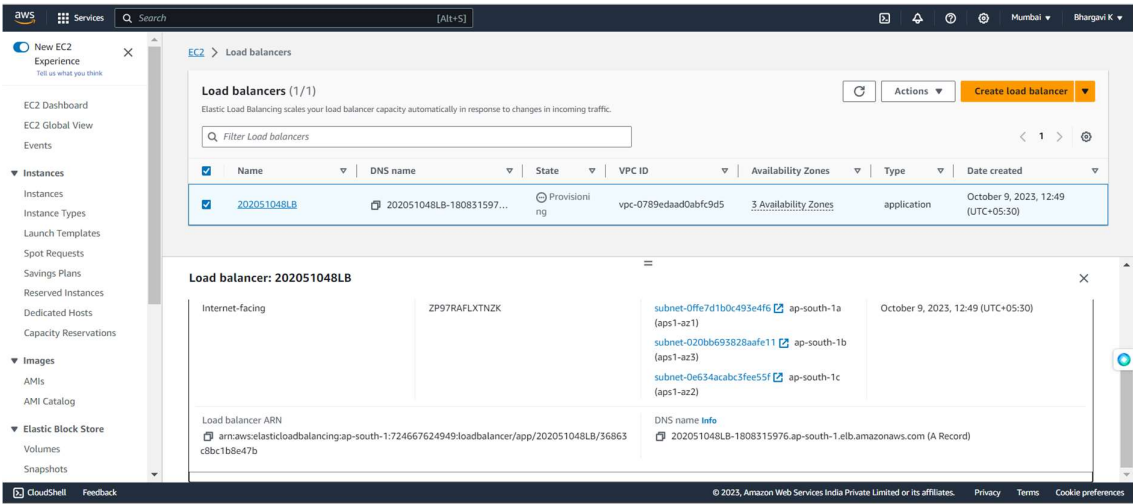 aws
Services
Search
[Alt+S]
Mumbai
Bhargavi K
New EC2
Experience
Tell us what you think
EC2 Dashboard
EC2 Global View
Events
Instances
Instances
Instance Types
Launch Templates
Spot Requests
Savings Plans
Reserved Instances
Dedicated Hosts
Capacity Reservations
Images
AMIs
AMI Catalog
Elastic Block Store
Volumes
Snapshots
EC2 > Load balancers
Load balancers (1/1)
Elastic Load Balancing scales your load balancer capacity automatically in response to changes in incoming traffic.
Actions
Create load balancer
Filter Load balancers
< 1 >
Name DNS name State VPC ID Availability Zones Type Date created
202051048LB 202051048LB-180831597... Provisioni
ng vpc-0789edaad0abfc9d5 3 Availability Zones application October 9, 2023, 12:49
(UTC+05:30)
Load balancer: 202051048LB
Internet-facing
ZP97RAFLXTNZK
subnet-0ffe7d1b0c493e4f6 ap-south-1a
(aps1-az1)
subnet-020bb693828aafe11 ap-south-1b
(aps1-az3)
subnet-0e634acabc3fee55f ap-south-1c
(aps1-az2)
October 9, 2023, 12:49 (UTC+05:30)
Load balancer ARN
arn:aws:elasticloadbalancing:ap-south-1:724667624949:loadbalancer/app/202051048LB/36863
c8bc1b8e47b
DNS name Info
202051048LB-1808315976.ap-south-1.elb.amazonaws.com (A Record)
CloudShell Feedback
© 2023, Amazon Web Services India Private Limited or its affiliates. Privacy Terms Cookie preferences